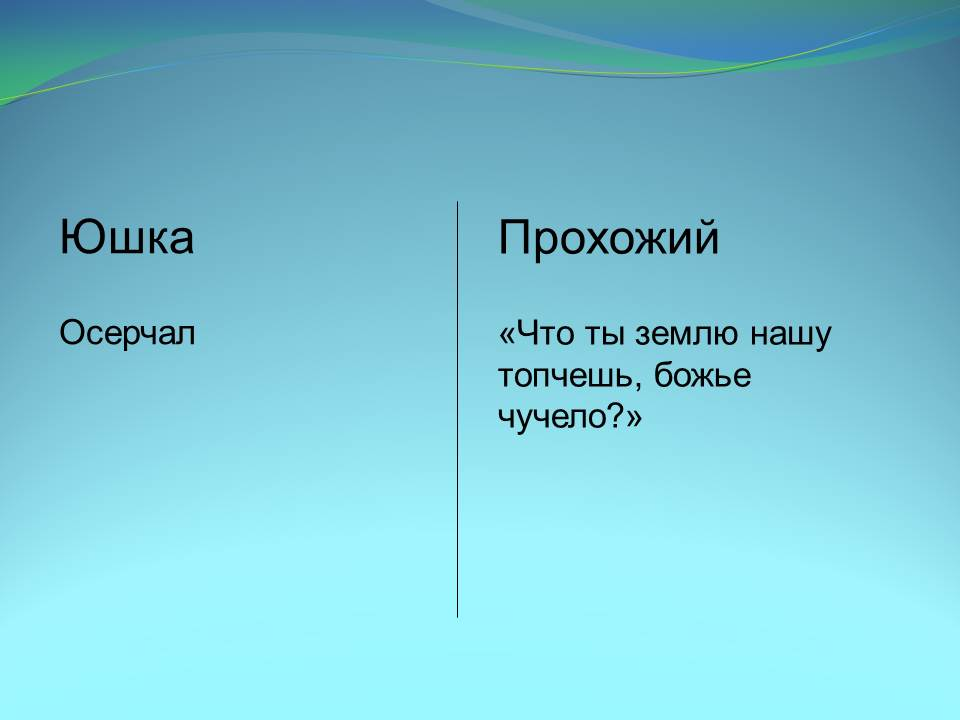 Юшка
Осерчал
Прохожий
«Что ты землю нашу
топчешь, божье
чучело?»